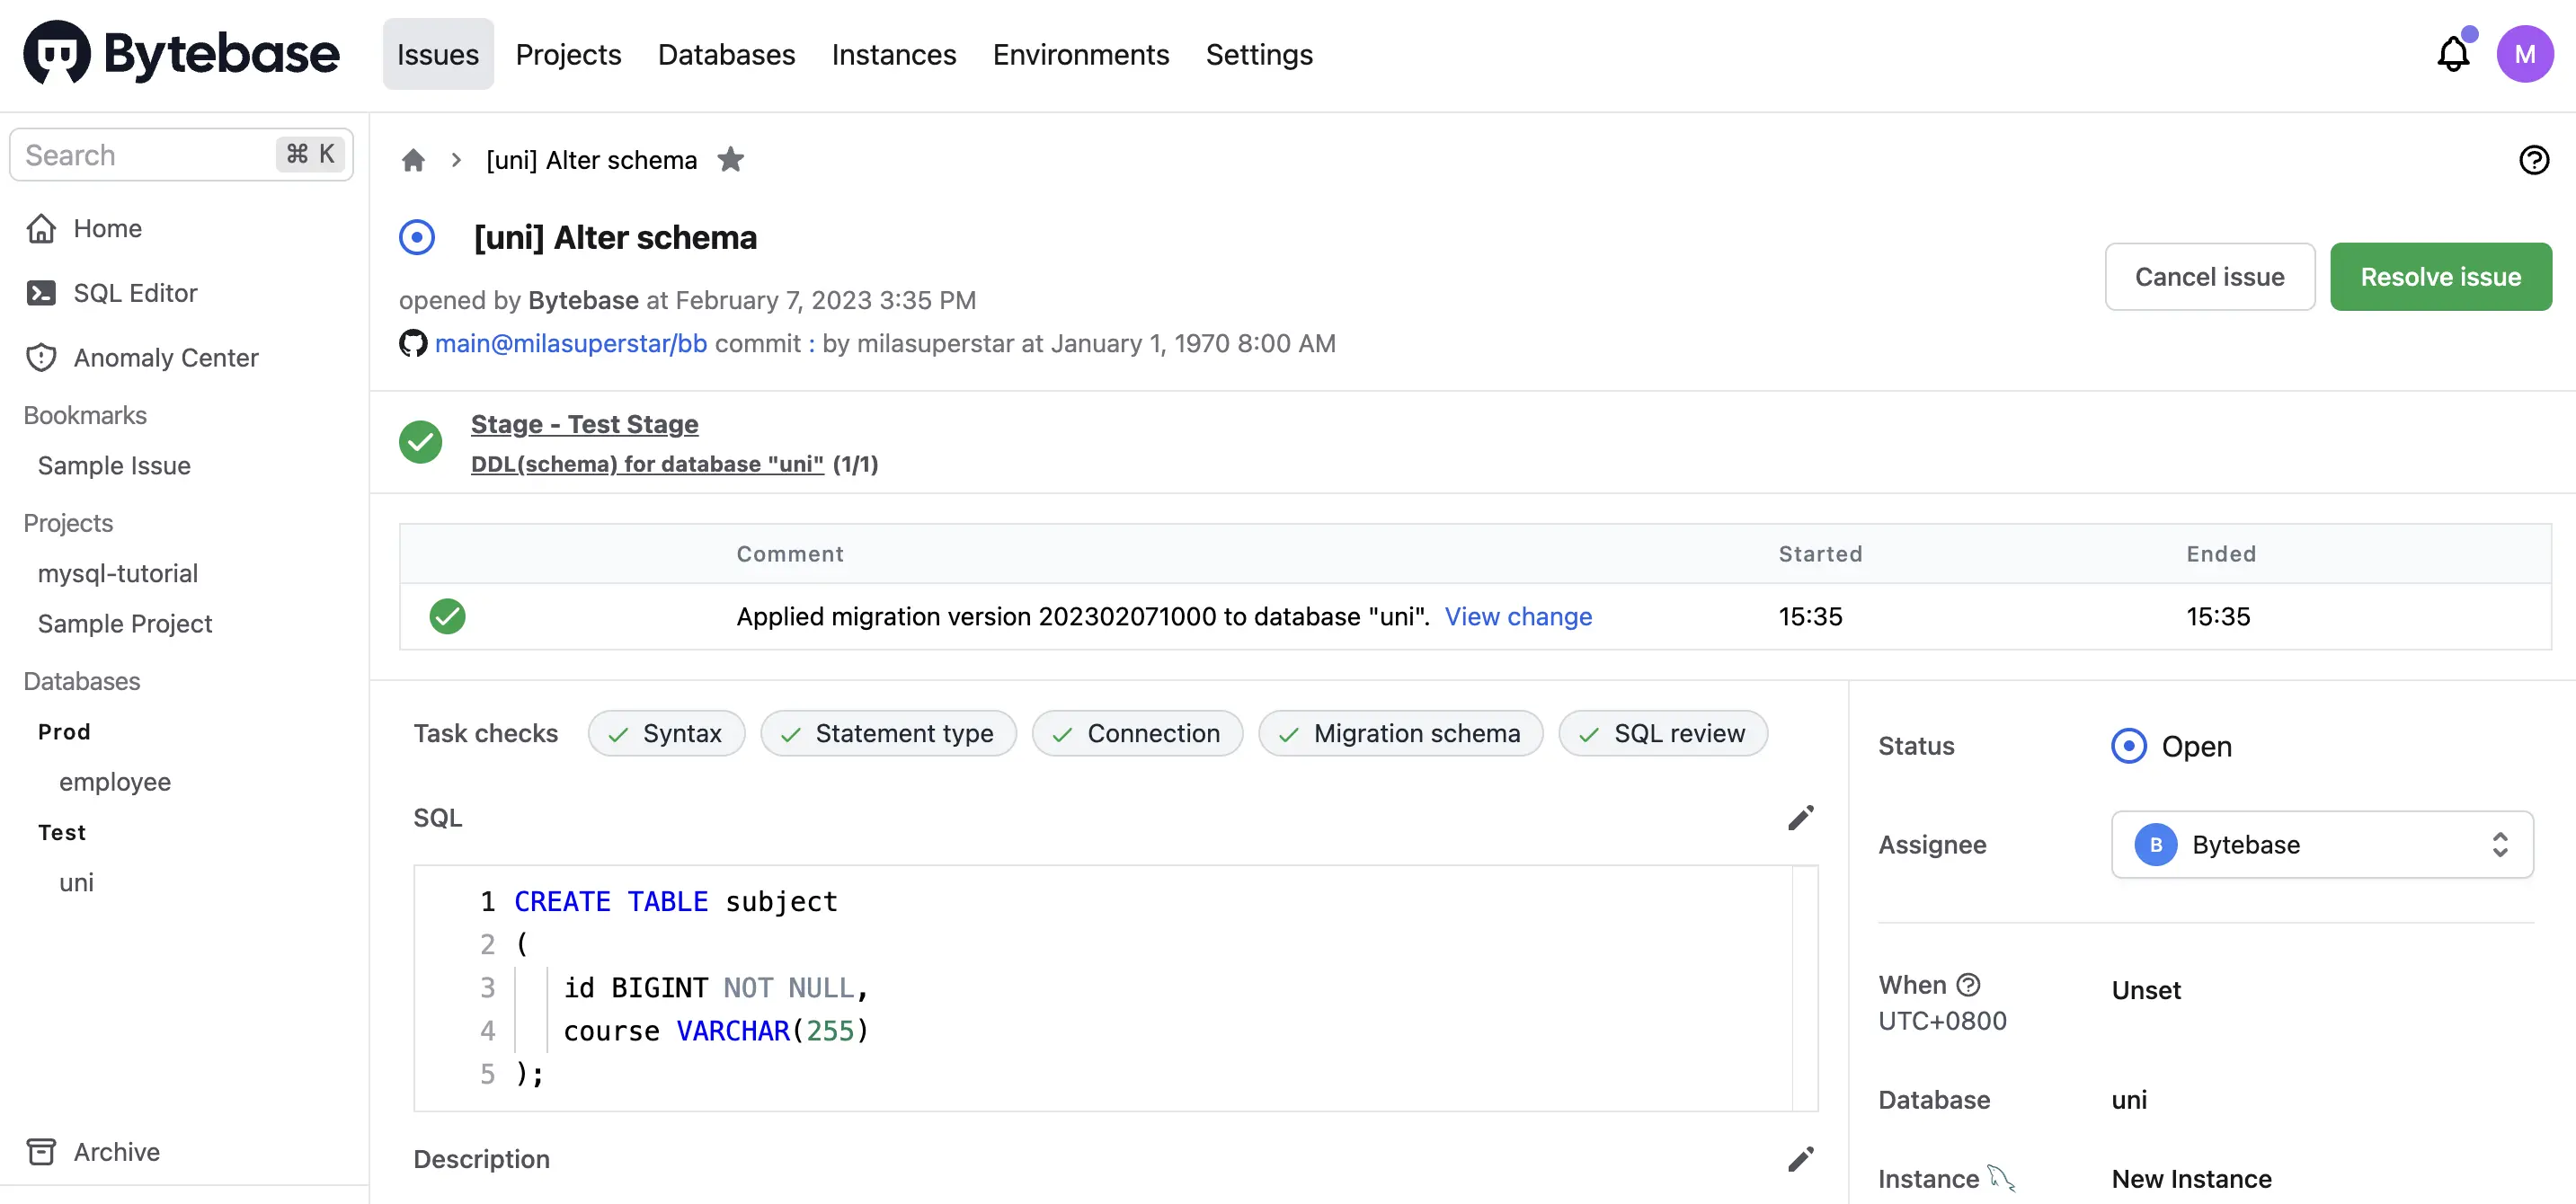 Bytebase Issues Projects Databases Instances Environments Settings M
Search ⌘ K
Home
SQL Editor
Anomaly Center
Bookmarks
Sample Issue
Projects
mysql-tutorial
Sample Project
Databases
Prod
employee
Test
uni
Archive
[uni] Alter schema
[uni] Alter schema
Cancel issue Resolve issue
opened by Bytebase at February 7, 2023 3:35 PM
main@milasuperstar/bb commit : by milasuperstar at January 1, 1970 8:00 AM
Stage - Test Stage
DDL(schema) for database "uni" (1/1)
Comment Started Ended
Applied migration version 202302071000 to database "uni". View change 15:35 15:35
Task checks Syntax Statement type Connection Migration schema SQL review
SQL
1 CREATE TABLE subject
2 (
3 id BIGINT NOT NULL,
4 course VARCHAR(255)
5 );
Description
Status Open
Assignee B Bytebase
When Unset
UTC+0800
Database uni
Instance New Instance